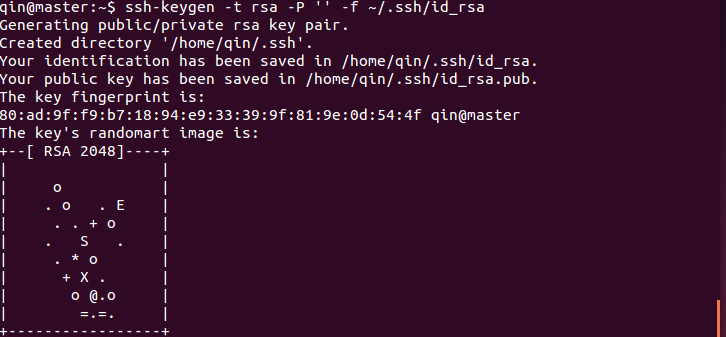 qin@master:~$ ssh-keygen -t rsa -P '' -f ~/.ssh/id_rsa
Generating public/private rsa key pair.
Created directory '/home/qin/.ssh'.
Your identification has been saved in /home/qin/.ssh/id_rsa.
Your public key has been saved in /home/qin/.ssh/id_rsa.pub.
The key fingerprint is:
80:ad:9f:f9:b7:18:94:e9:33:39:9f:81:9e:0d:54:4f qin@master
The key's randomart image is:
+--[ RSA 2048]----+
|                 |
|     o           |
|    . o   . E    |
|     . . + o     |
|    .   S   .    |
|     . * o       |
|      + X .      |
|       o @.o     |
|        =.=.     |
+-----------------+